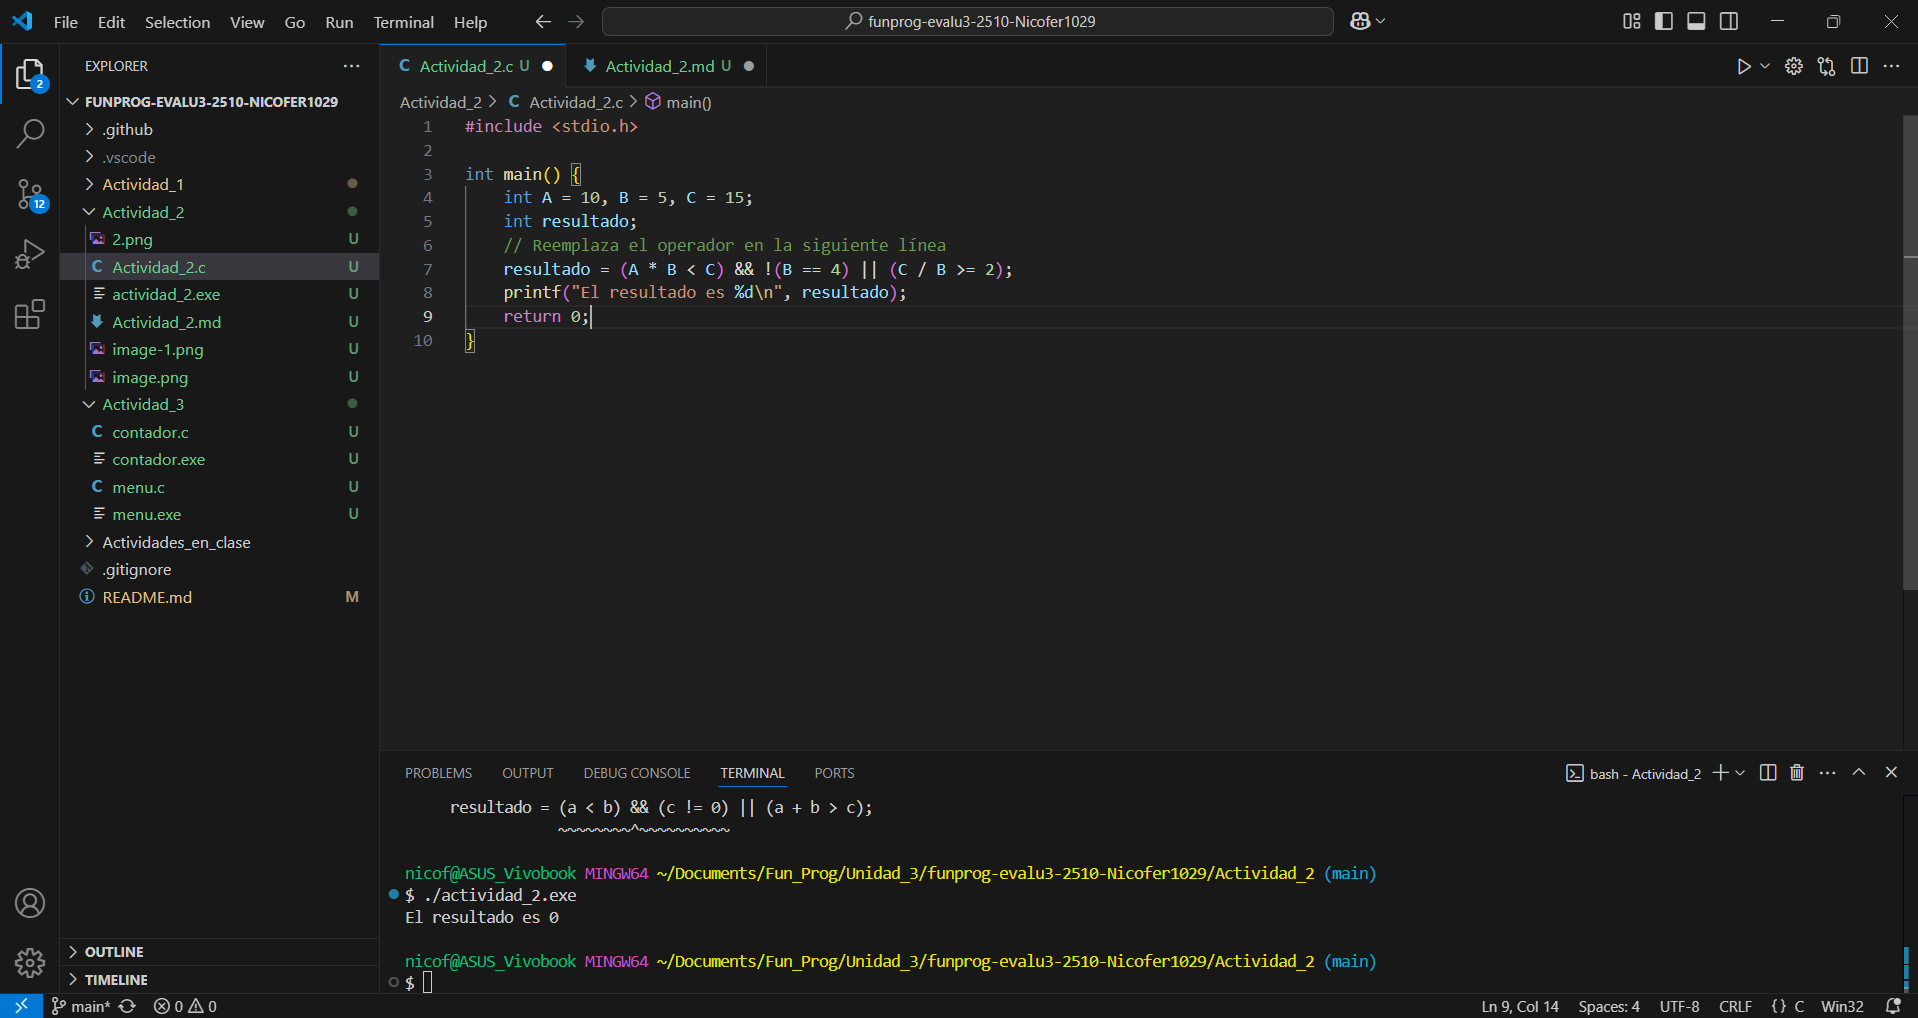 File Edit Selection View Go Run Terminal Help
funprog-evalu3-2510-Nicofer1029
EXPLORER
FUNPROG-EVALU3-2510-NICOFER1029
.github
.vscode
Actividad_1
Actividad_2
2.png U
Actividad_2.c U
actividad_2.exe U
Actividad_2.md U
image-1.png U
image.png U
Actividad_3
contador.c U
contador.exe U
menu.c U
menu.exe U
Actividades_en_clase
.gitignore
README.md M
OUTLINE
TIMELINE
2
12
C Actividad_2.c U
Actividad_2.md U
Actividad_2 > C Actividad_2.c > main()
1 #include <stdio.h>
2
3 int main() {
4 int A = 10, B = 5, C = 15;
5 int resultado;
6 // Reemplaza el operador en la siguiente línea
7 resultado = (A * B < C) && !(B == 4) || (C / B >= 2);
8 printf("El resultado es %d\n", resultado);
9 return 0;
10 }
PROBLEMS OUTPUT DEBUG CONSOLE TERMINAL PORTS
bash - Actividad_2
resultado = (a < b) && (c != 0) || (a + b > c);
~~~~~~~~^~~~~~~~~~~
nicof@ASUS_Vivobook MINGW64 ~/Documents/Fun_Prog/Unidad_3/funprog-evalu3-2510-Nicofer1029/Actividad_2 (main)
$ ./actividad_2.exe
El resultado es 0
nicof@ASUS_Vivobook MINGW64 ~/Documents/Fun_Prog/Unidad_3/funprog-evalu3-2510-Nicofer1029/Actividad_2 (main)
$
main* 0 0
Ln 9, Col 14 Spaces: 4 UTF-8 CRLF {} C Win32